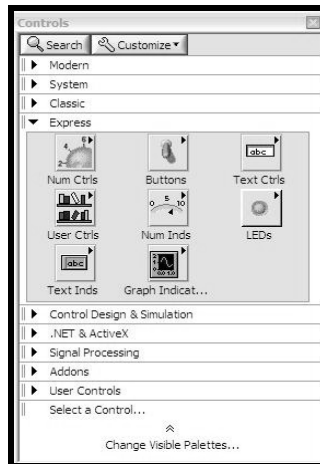 Controls
Search Customize
Modern
System
Classic
Express
Num Ctrls Buttons Text Ctrls
User Ctrls Num Inds LEDs
Text Inds Graph Indicat...
Control Design & Simulation
.NET & ActiveX
Signal Processing
Addons
User Controls
Select a Control...
Change Visible Palettes...